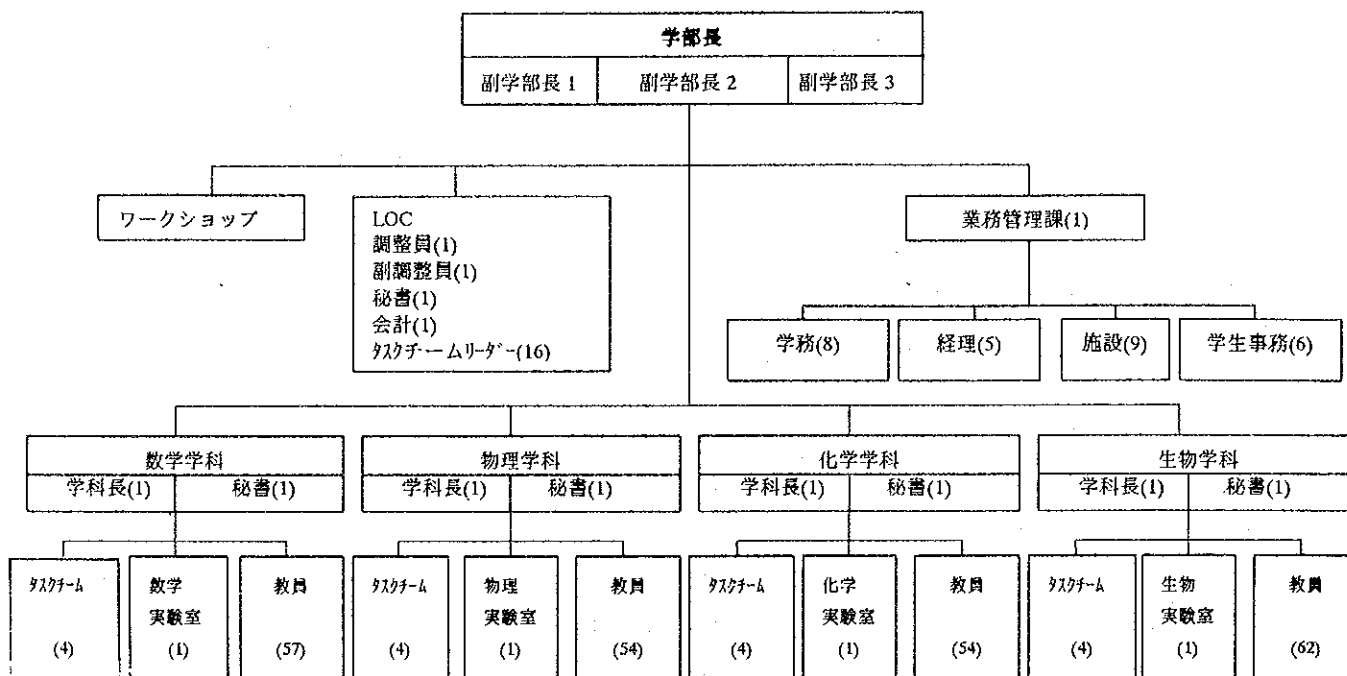 学部長
副学部長 1 副学部長 2 副学部長 3
ワークショップ
LOC
調整員(1)
副調整員(1)
秘書(1)
会計(1)
ﾀｽｸﾁｰﾑﾘｰﾀﾞｰ(16)
業務管理課(1)
学務(8) 経理(5) 施設(9) 学生事務(6)
数学学科 物理学科 化学学科 生物学科
学科長(1) 秘書(1) 学科長(1) 秘書(1) 学科長(1) 秘書(1) 学科長(1) 秘書(1)
ﾀｽｸﾁｰﾑ 数学 教員 ﾀｽｸﾁｰﾑ 物理 教員 ﾀｽｸﾁｰﾑ 化学 教員 ﾀｽｸﾁｰﾑ 生物 教員
実験室 実験室 実験室 実験室
(4) (1) (57) (4) (1) (54) (4) (1) (54) (4) (1) (62)